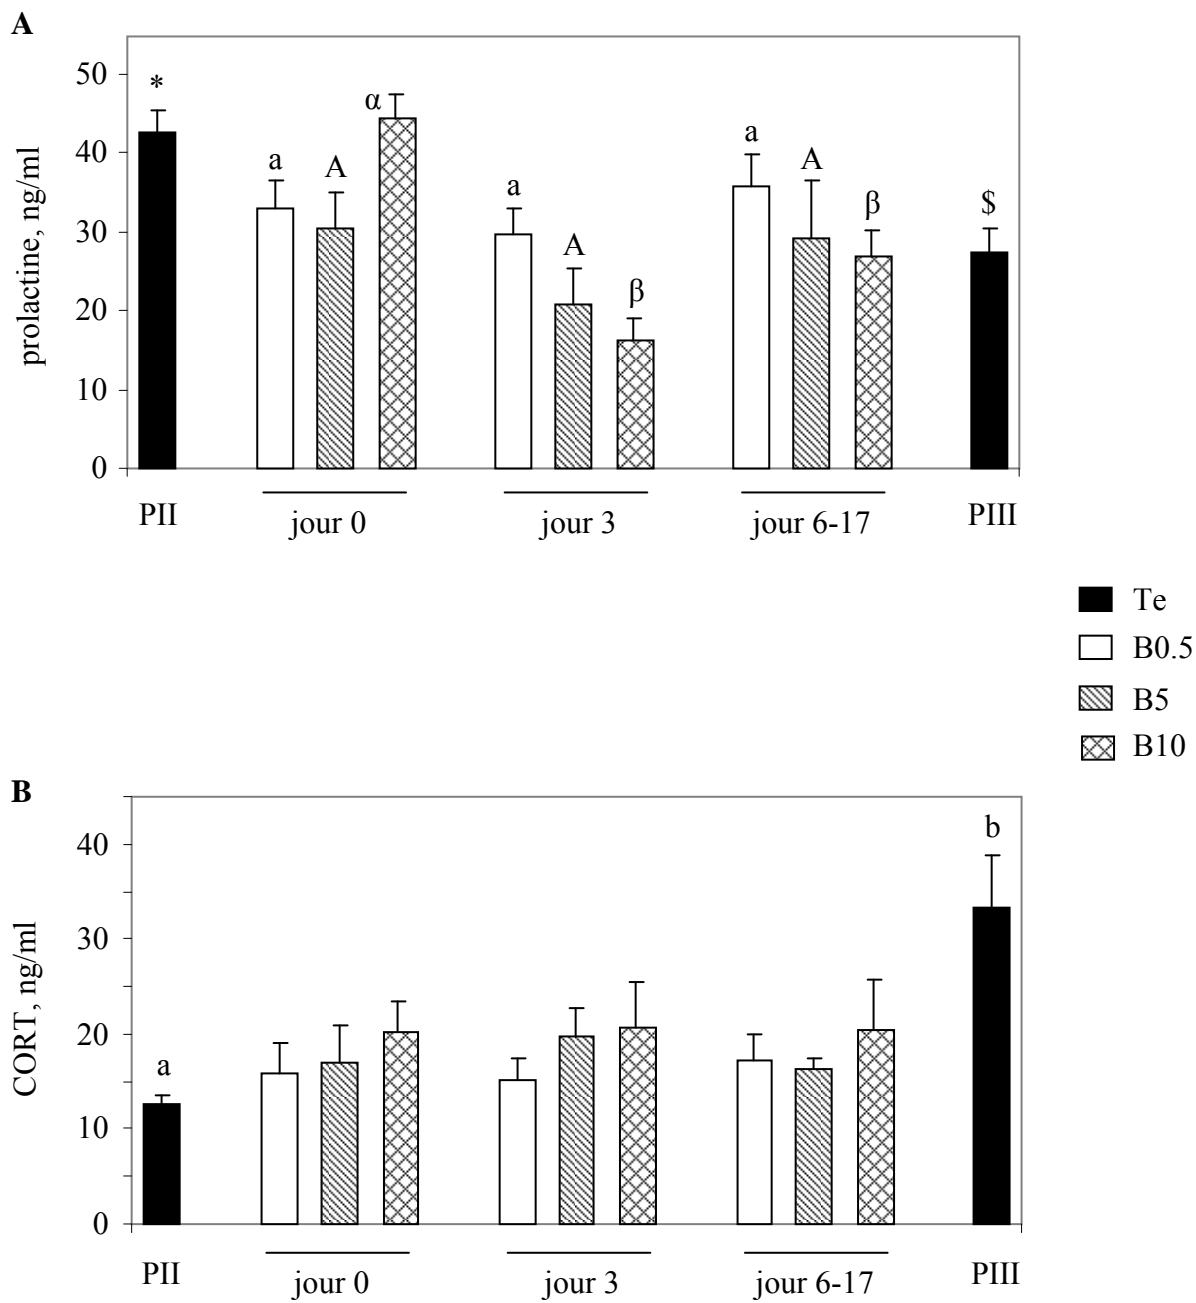 A
prolactine, ng/ml
50
40
30
20
10
0
*
a
A
α
a
A
β
a
A
β
$
PII
jour 0
jour 3
jour 6-17
PIII
Te
B0.5
B5
B10
B
CORT, ng/ml
40
30
20
10
0
a
b
PII
jour 0
jour 3
jour 6-17
PIII